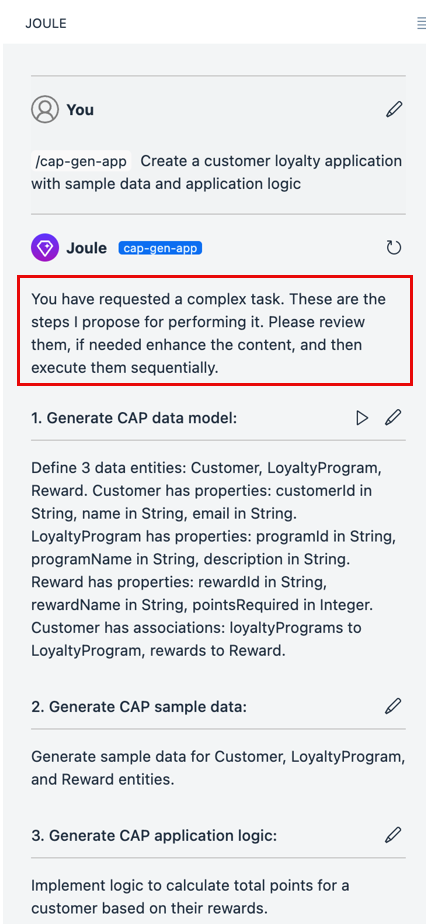 JOULE
You
/cap-gen-app Create a customer loyalty application
with sample data and application logic
Joule cap-gen-app
You have requested a complex task. These are the
steps I propose for performing it. Please review
them, if needed enhance the content, and then
execute them sequentially.
1. Generate CAP data model:
Define 3 data entities: Customer, LoyaltyProgram,
Reward. Customer has properties: customerId in
String, name in String, email in String.
LoyaltyProgram has properties: programId in String,
programName in String, description in String.
Reward has properties: rewardId in String,
rewardName in String, pointsRequired in Integer.
Customer has associations: loyaltyPrograms to
LoyaltyProgram, rewards to Reward.
2. Generate CAP sample data:
Generate sample data for Customer, LoyaltyProgram,
and Reward entities.
3. Generate CAP application logic:
Implement logic to calculate total points for a
customer based on their rewards.